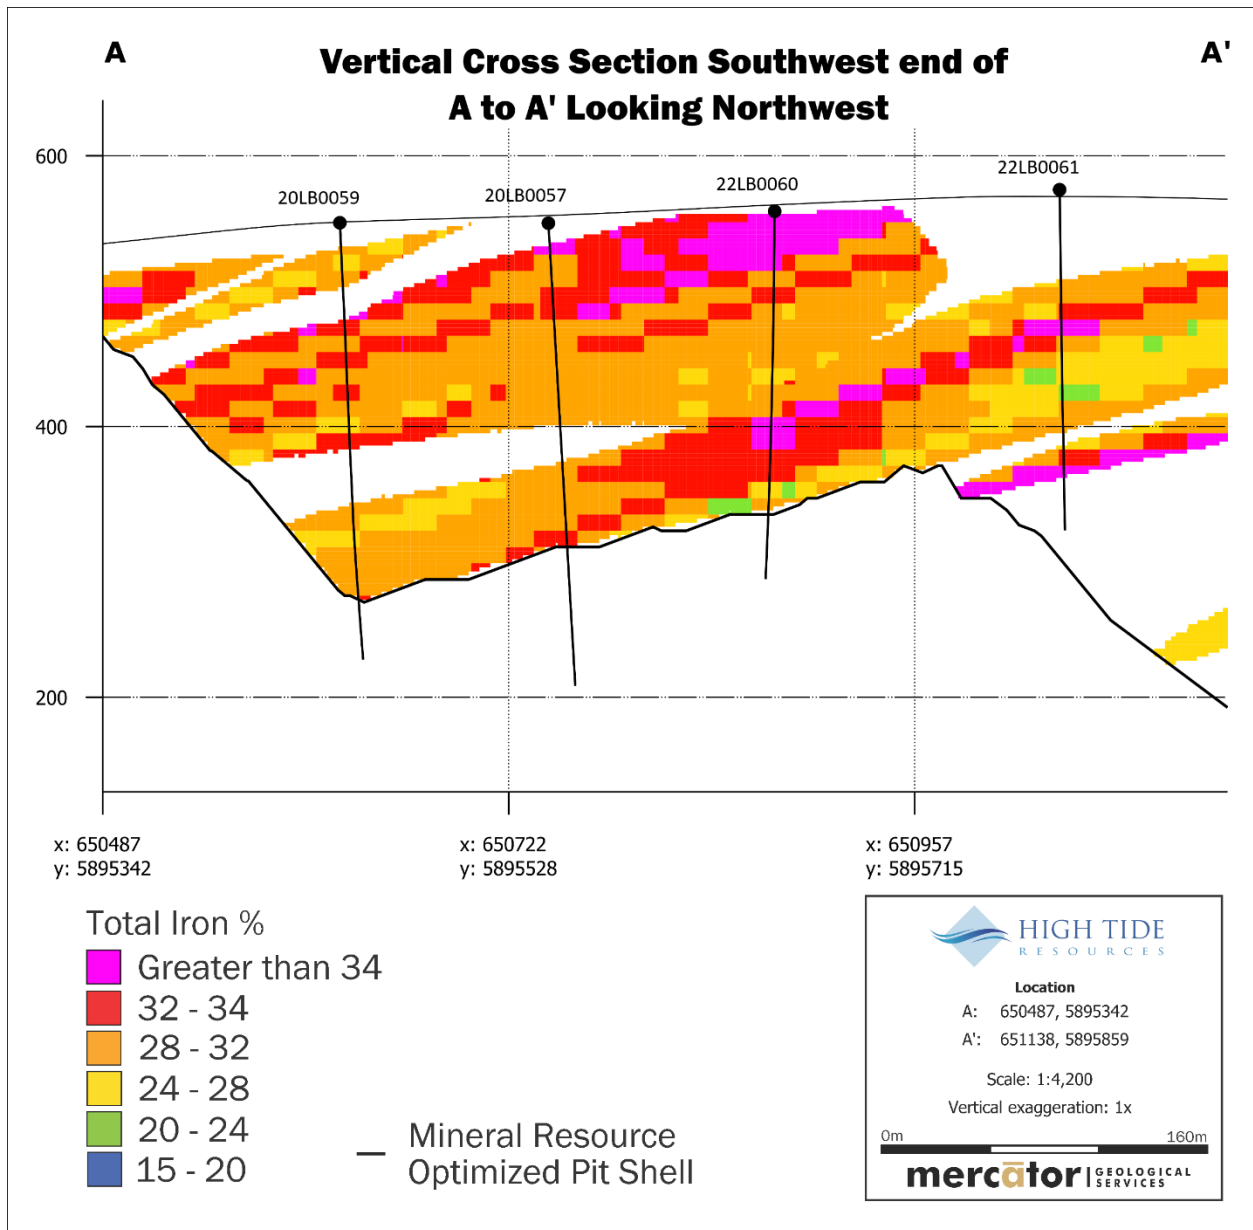 A
A'
Vertical Cross Section Southwest end of
A to A' Looking Northwest
600
400
200
20LB0059
20LB0057
22LB0060
22LB0061
x: 650487
y: 5895342
x: 650722
y: 5895528
x: 650957
y: 5895715
Total Iron %
Greater than 34
32 - 34
28 - 32
24 - 28
20 - 24
15 - 20
Mineral Resource
Optimized Pit Shell
HIGH TIDE
RESOURCES
Location
A: 650487, 5895342
A': 651138, 5895859
Scale: 1:4,200
Vertical exaggeration: 1x
0m 160m
mercātor GEOLOGICAL
SERVICES